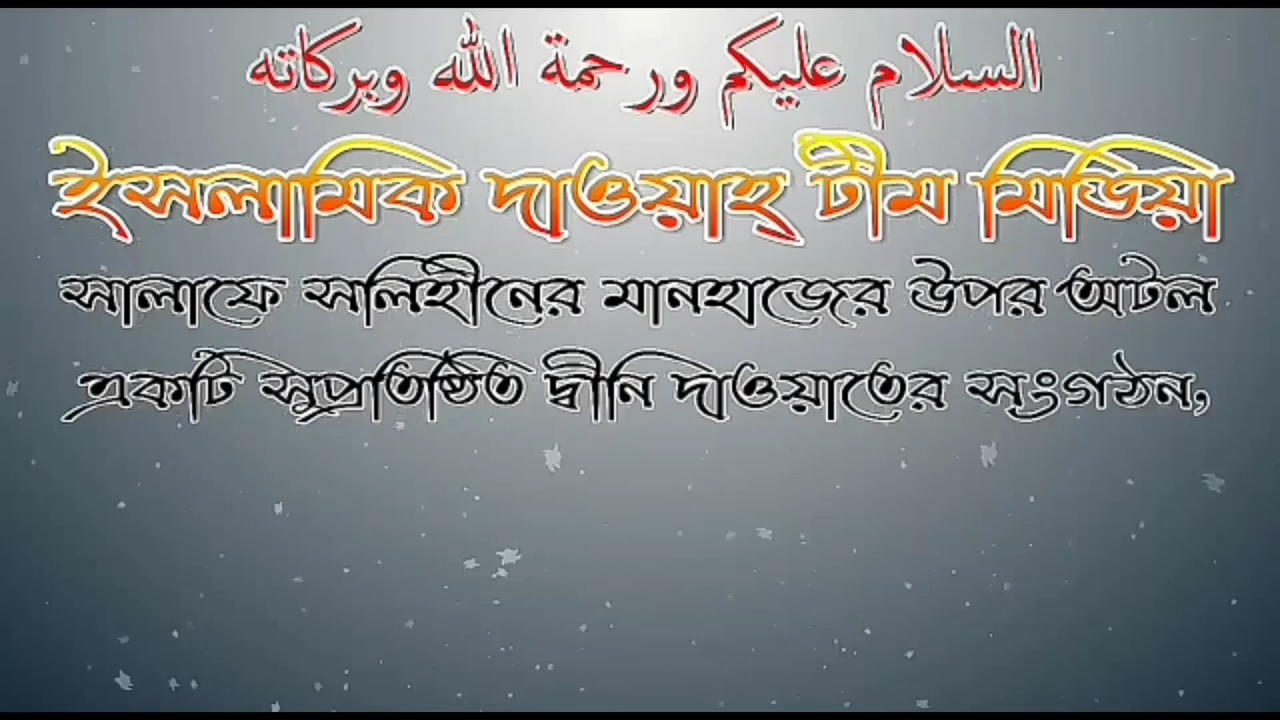 السلام عليكم ورحمة الله وبركاته
ইসলামিক দাওয়াহ্ টীম মিডিয়া
সালাফে সলিহীনের মানহাজের উপর অটল
একটি সুপ্রতিষ্ঠিত দ্বীনি দাওয়াতের সংগঠন,